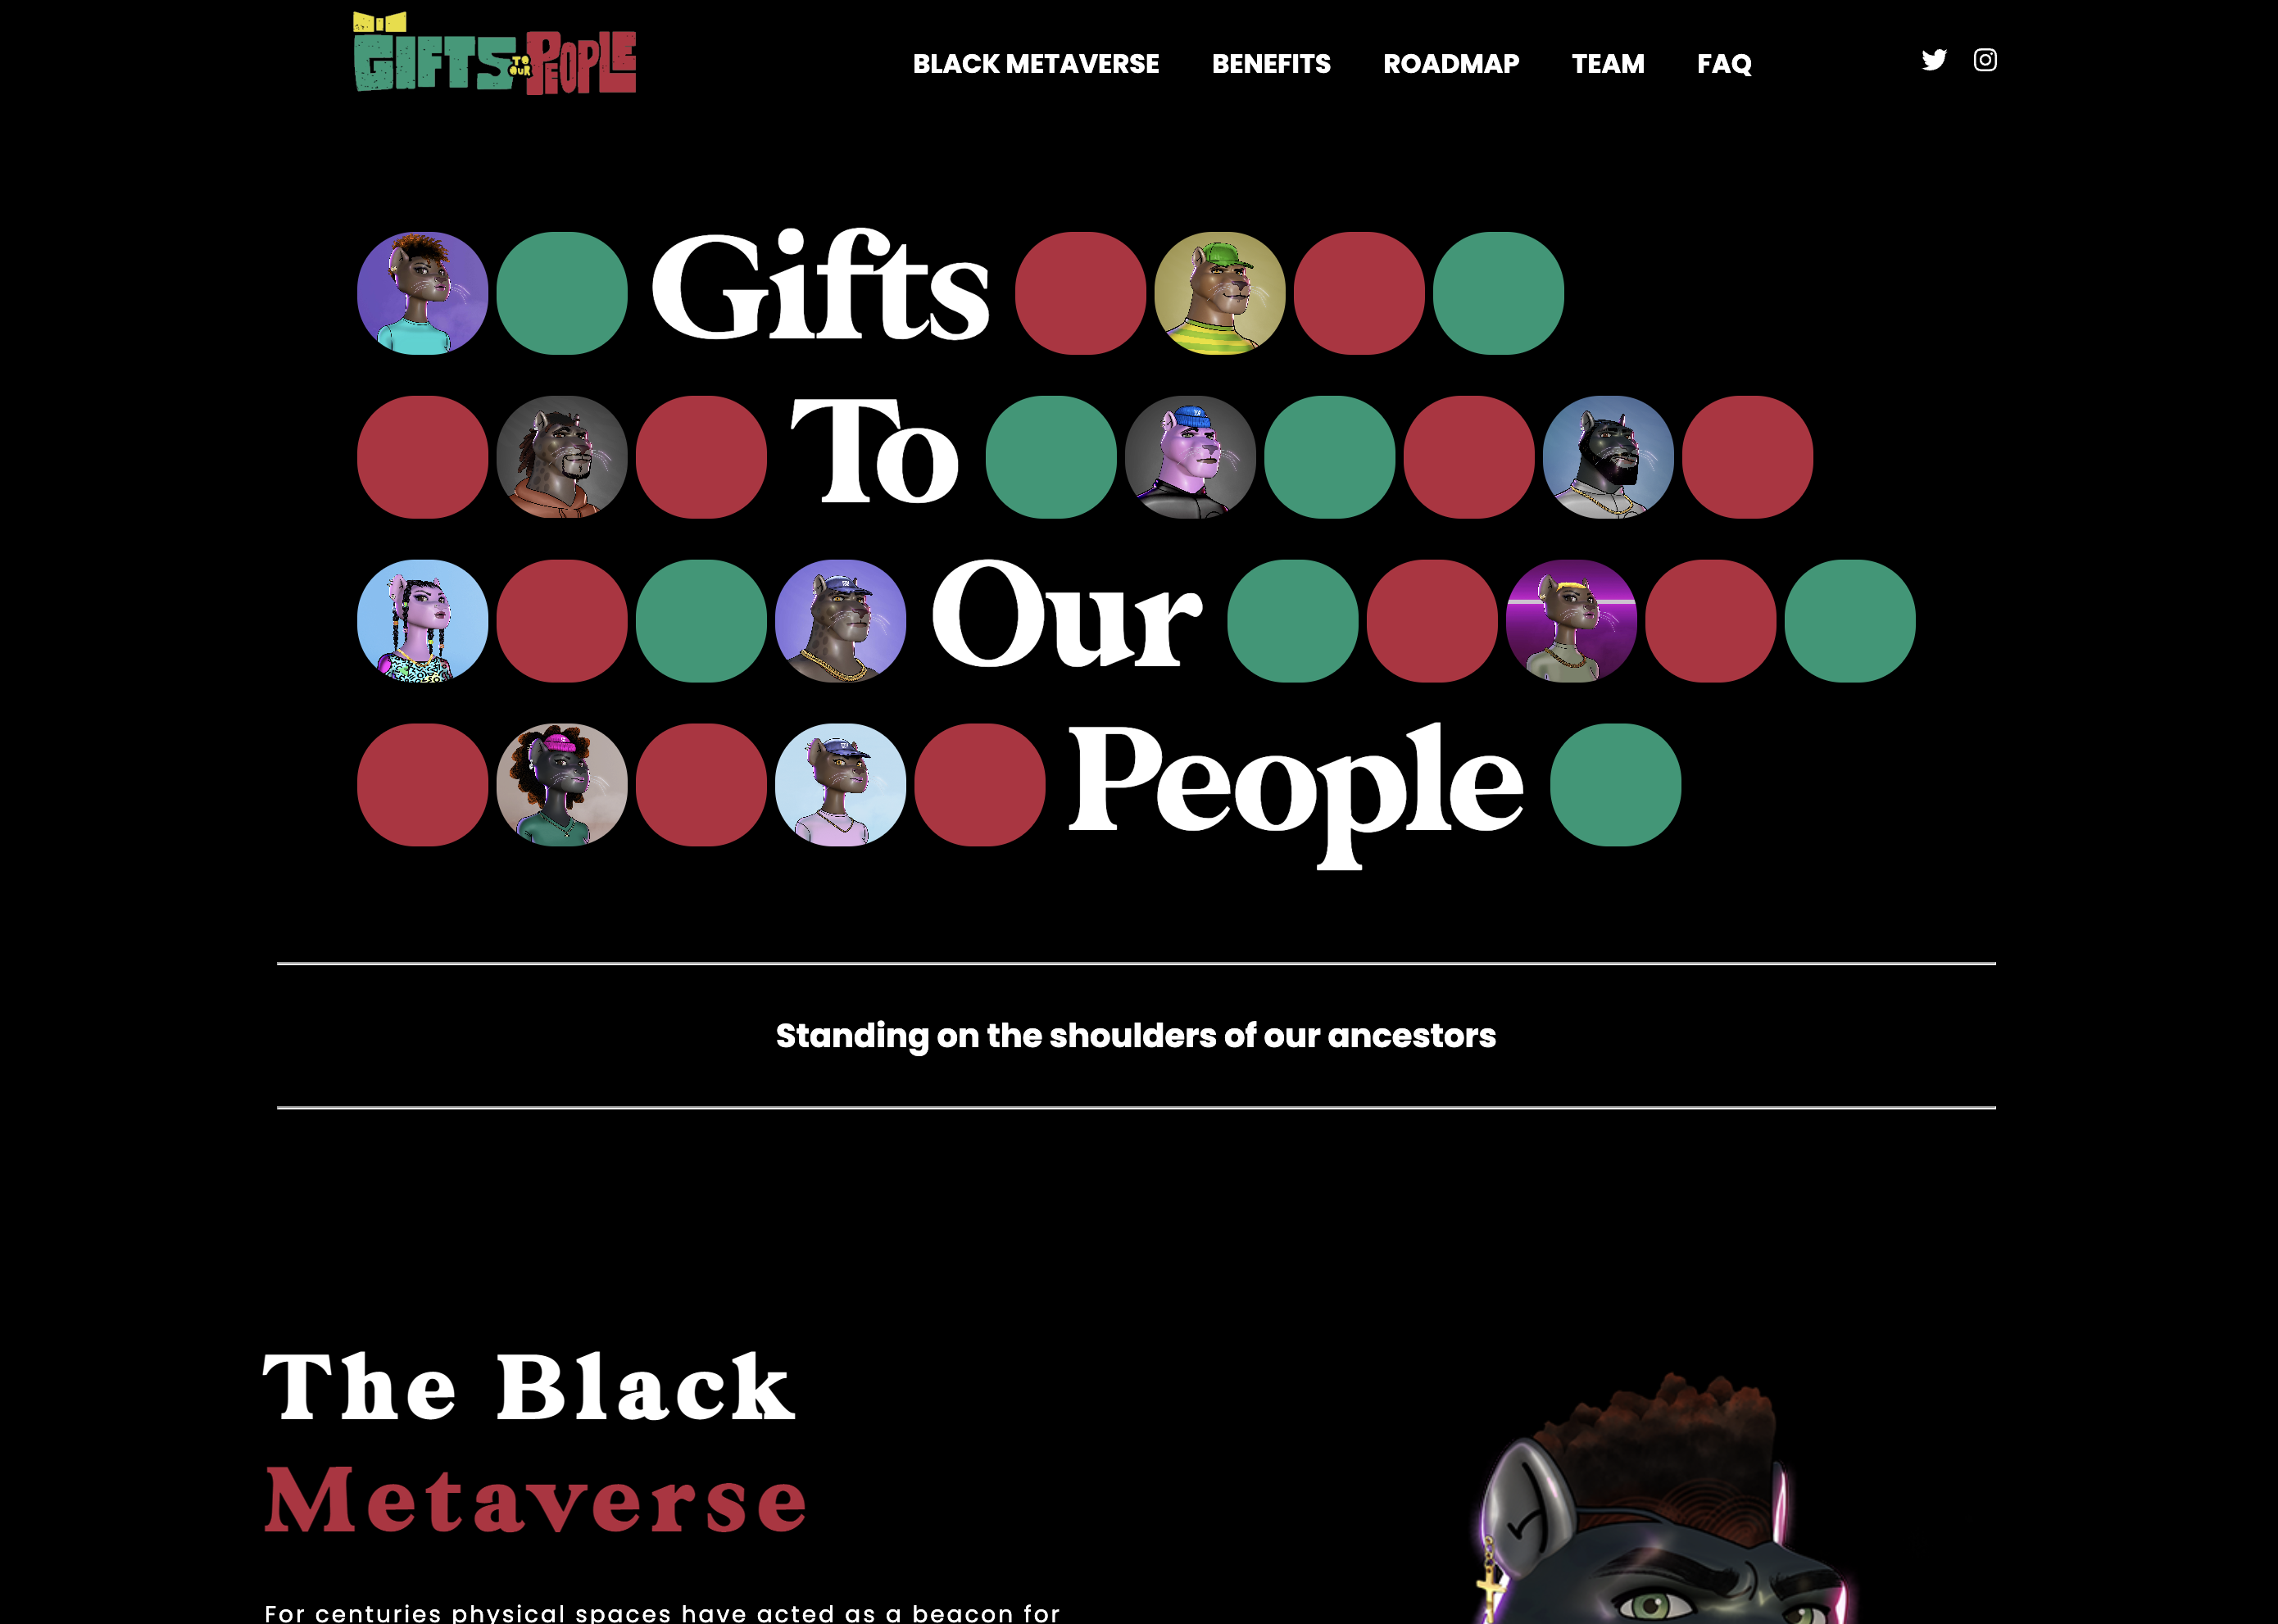 GIFTS TO OUR PEOPLE
BLACK METAVERSE BENEFITS ROADMAP TEAM FAQ
Gifts
To
Our
People
Standing on the shoulders of our ancestors
The Black
Metaverse
For centuries physical spaces have acted as a beacon for